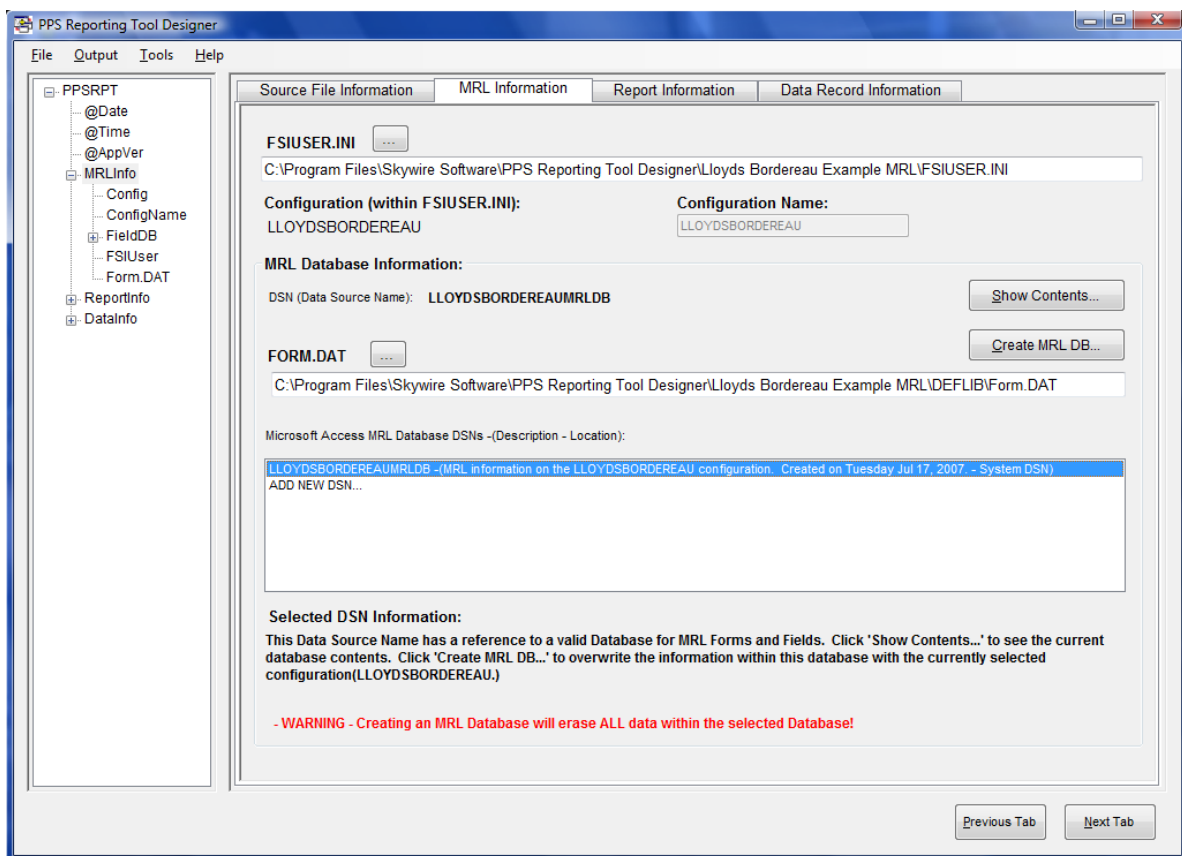 PPS Reporting Tool Designer
File Output Tools Help
PPSRPT
@Date
@Time
@AppVer
MRLInfo
Config
ConfigName
FieldDB
FSIUser
Form.DAT
ReportInfo
DataInfo
Source File Information MRL Information Report Information Data Record Information
FSIUSER.INI ...
C:\Program Files\Skywire Software\PPS Reporting Tool Designer\Lloyds Bordereau Example MRL\FSIUSER.INI
Configuration (within FSIUSER.INI): Configuration Name:
LLOYDSBORDEREAU LLOYDSBORDEREAU
MRL Database Information:
DSN (Data Source Name): LLOYDSBORDEREAUMRLDB Show Contents...
Create MRL DB...
FORM.DAT ...
C:\Program Files\Skywire Software\PPS Reporting Tool Designer\Lloyds Bordereau Example MRL\DEFLIB\Form.DAT
Microsoft Access MRL Database DSNs -(Description - Location):
LLOYDSBORDEREAUMRLDB -(MRL information on the LLOYDSBORDEREAU configuration. Created on Tuesday Jul 17, 2007. - System DSN)
ADD NEW DSN...
Selected DSN Information:
This Data Source Name has a reference to a valid Database for MRL Forms and Fields. Click 'Show Contents...' to see the current
database contents. Click 'Create MRL DB...' to overwrite the information within this database with the currently selected
configuration(LLOYDSBORDEREAU.)
- WARNING - Creating an MRL Database will erase ALL data within the selected Database!
Previous Tab Next Tab